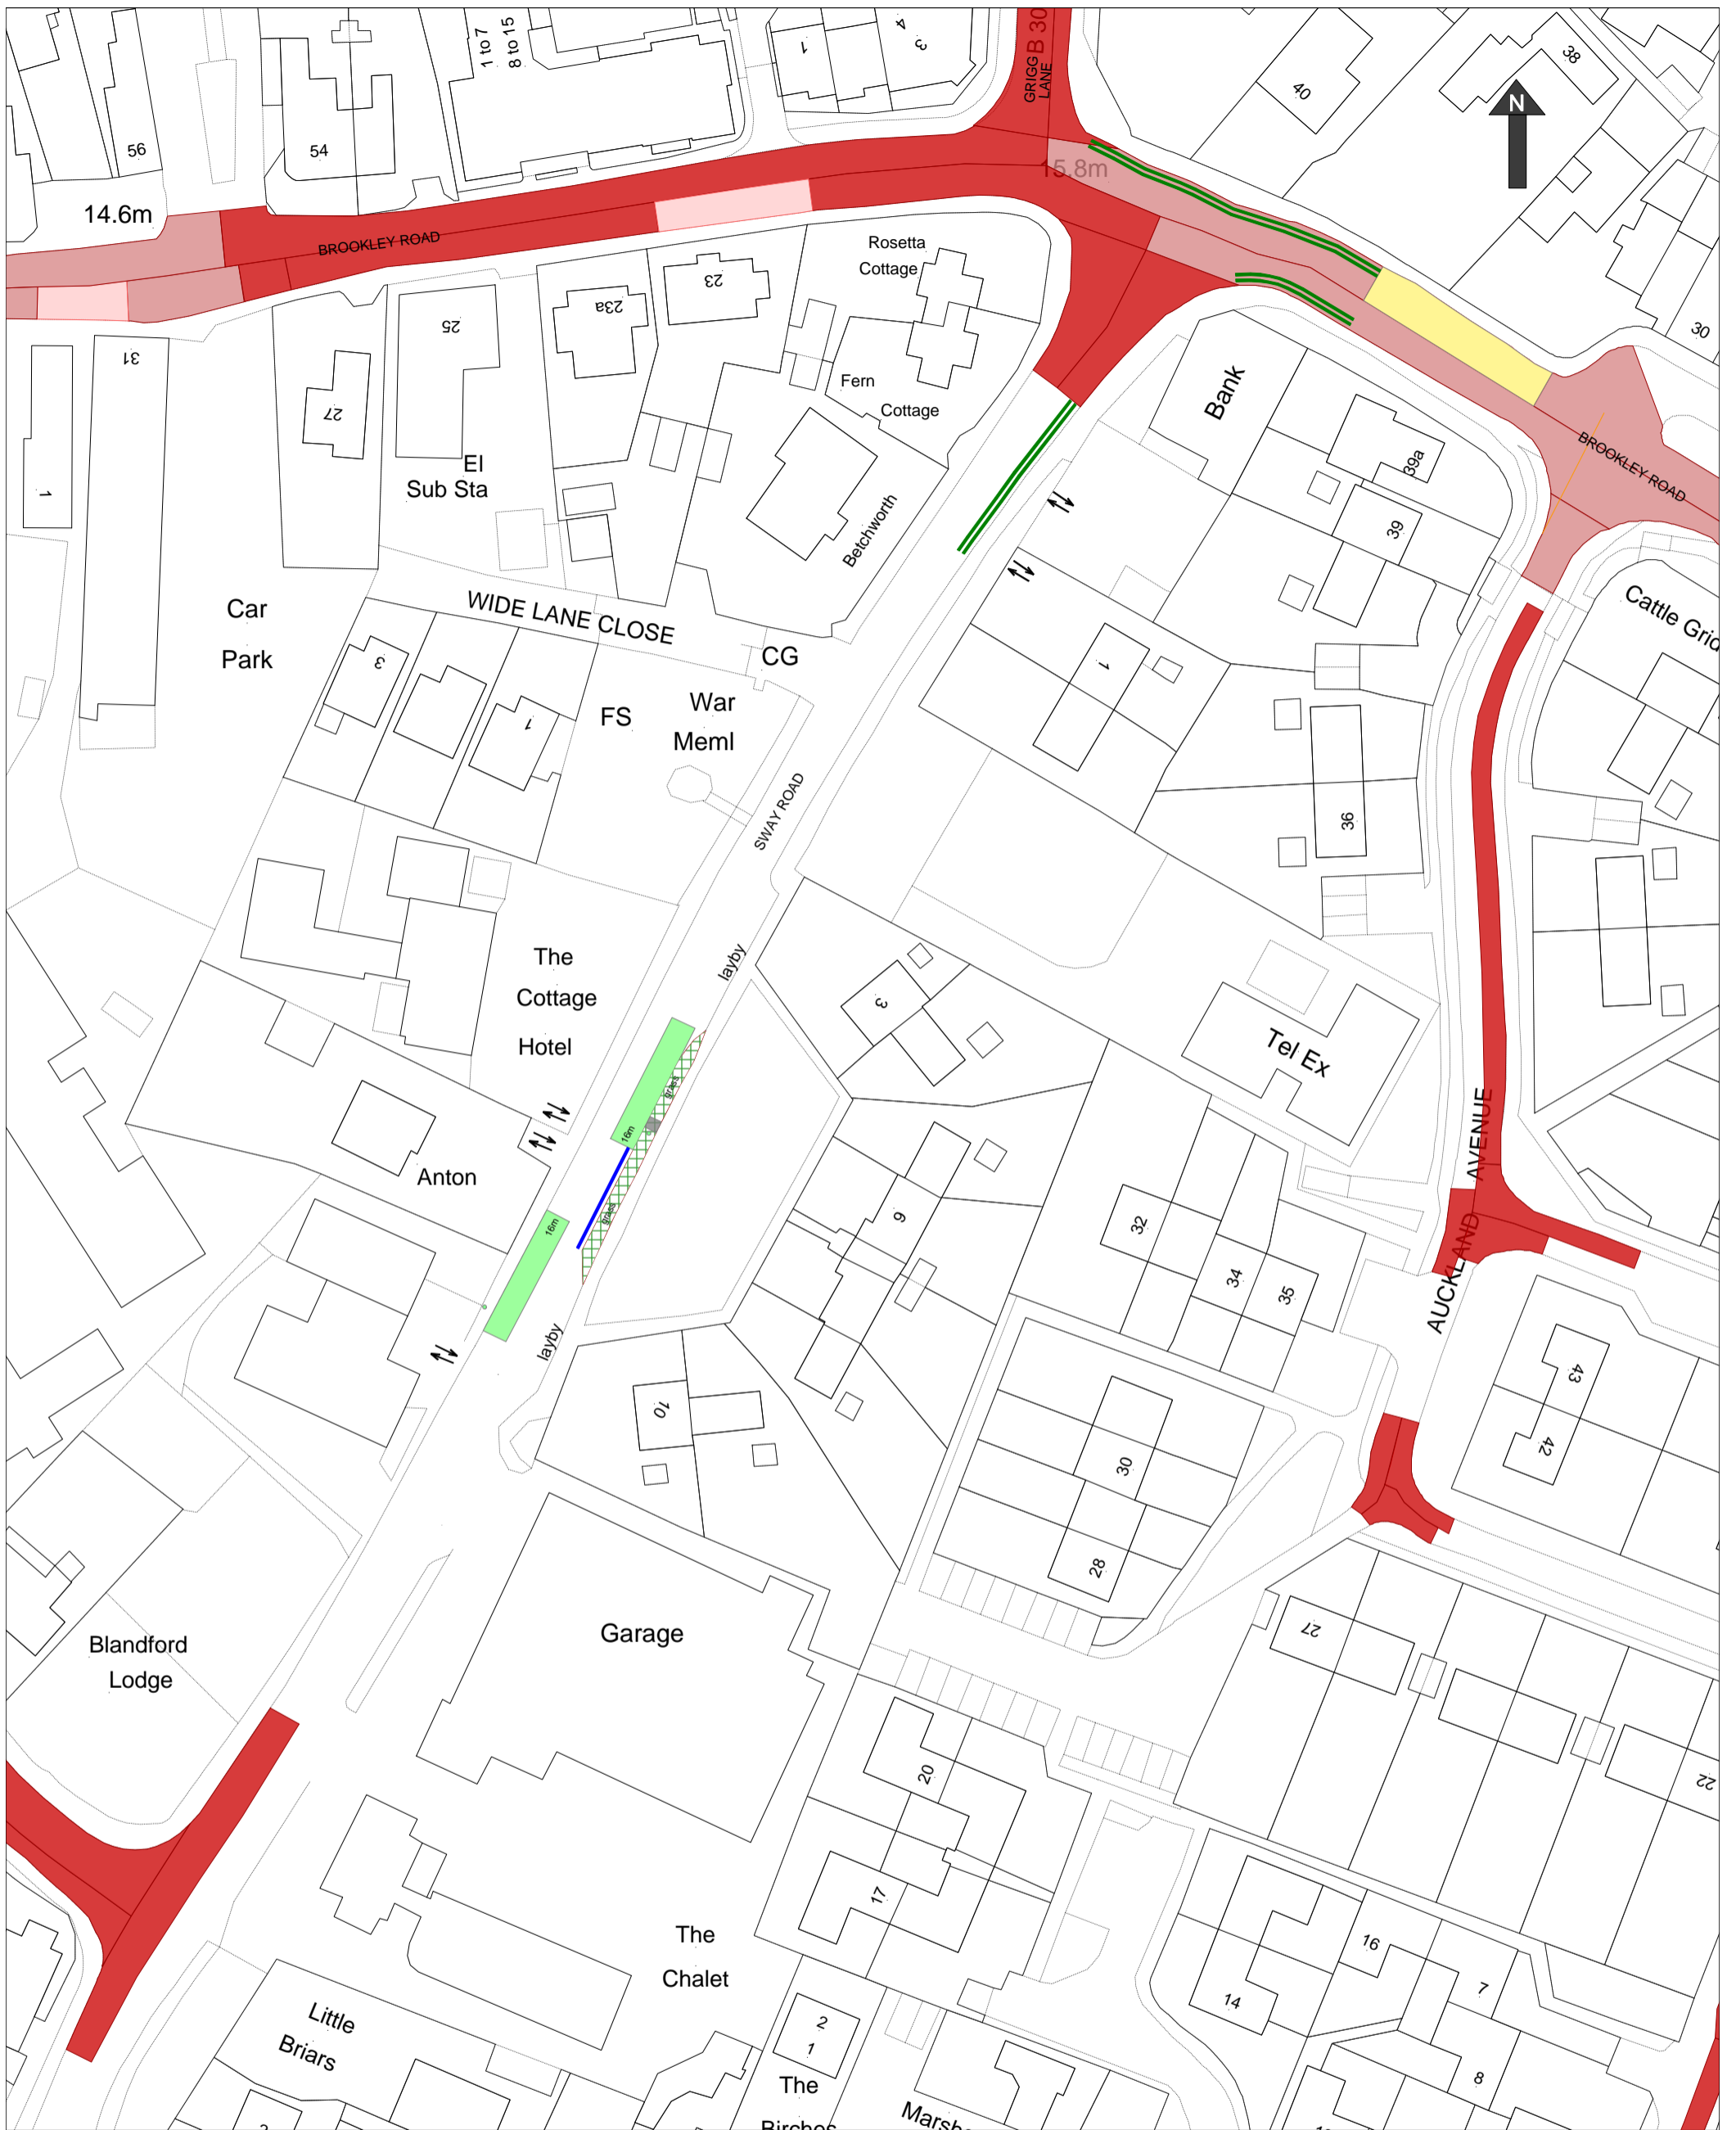 1 to 7
8 to 15
1
4
3
GRIGG
LANE
B 30
40
38
N
56
54
15.8m
14.6m
BROOKLEY ROAD
Rosetta
Cottage
23
23a
25
30
31
27
Fern
Cottage
Bank
39a
BROOKLEY ROAD
El
Sub Sta
1
Betchworth
39
Car
Park
WIDE LANE CLOSE
CG
Cattle Grid
3
1
FS
War
Meml
1
36
SWAY ROAD
The
Cottage
Hotel
layby
3
Tel Ex
grass
16m
Anton
grass
16m
9
32
34
35
AUCKLAND AVENUE
layby
10
30
28
43
42
Garage
Blandford
Lodge
27
20
22
17
The
Chalet
16
7
14
8
Little
Briars
2
1
The